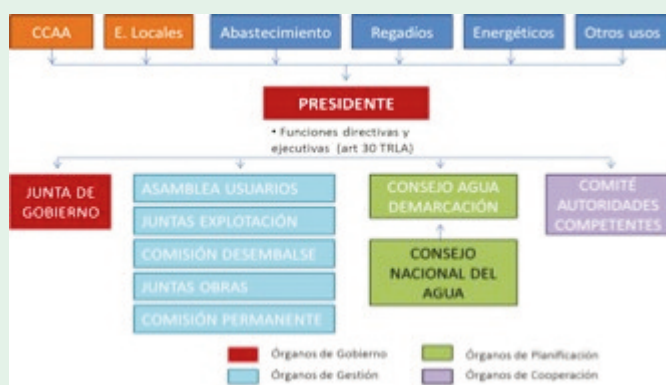 CCAA
E. Locales
Abastecimiento
Regadíos
Energéticos
Otros usos
PRESIDENTE
• Funciones directivas y
ejecutivas (art 30 TRLA)
JUNTA DE
GOBIERNO
ASAMBLEA USUARIOS
JUNTAS EXPLOTACIÓN
COMISIÓN DESEMBALSE
JUNTAS OBRAS
COMISIÓN PERMANENTE
CONSEJO AGUA
DEMARCACIÓN
CONSEJO
NACIONAL DEL
AGUA
COMITÉ
AUTORIDADES
COMPETENTES
Órganos de Gobierno
Órganos de Planificación
Órganos de Gestión
Órganos de Cooperación